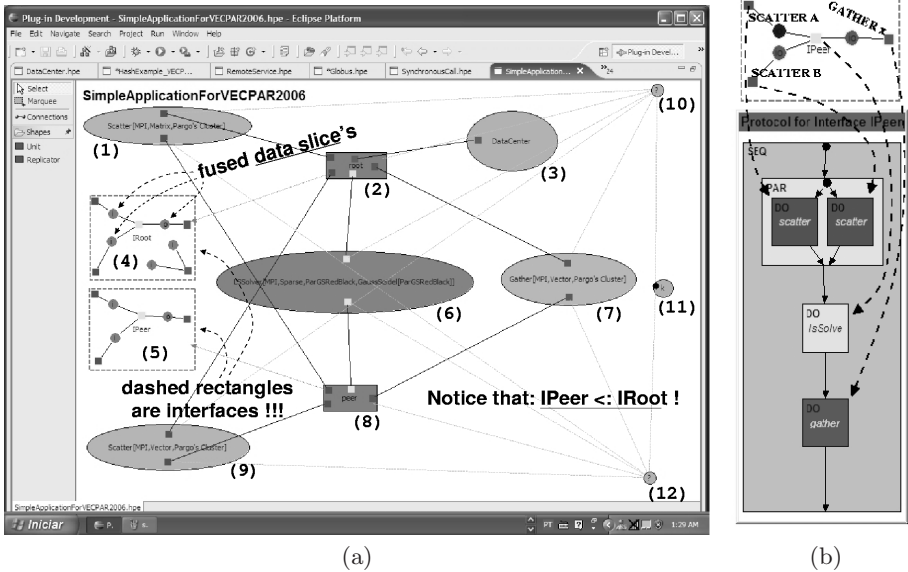 Plug-in Development - SimpleApplicationForVECPAR2006.hpe - Eclipse Platform
File Edit Navigate Search Project Run Window Help
Plug-in Devel...
DataCenter.hpe
*HashExample_VECP...
RemoteService.hpe
*Globus.hpe
SynchronousCall.hpe
SimpleApplication...
24
Select
Marquee
Connections
Shapes
Unit
Replicator
SimpleApplicationForVECPAR2006
Scatter[MPI,Matrix,Pargo's Cluster]
(1)
root
(2)
DataCenter
(3)
(10)
fused data slice's
IRoot
(4)
IPeer
(5)
(6)
Gather[MPI,Vector,Pargo's Cluster]
(7)
(11)
dashed rectangles
are interfaces !!!
peer
(8)
Notice that: IPeer <: IRoot !
Scatter[MPI,Vector,Pargo's Cluster]
(9)
(12)
SimpleApplicationForVECPAR2006.hpe
Iniciar
PT
1:29 AM
(a)
SCATTER A
GATHER
IPeer
SCATTER B
Protocol for Interface IPeer
SEQ
PAR
DO
scatter
DO
scatter
DO
lsSolve
DO
gather
(b)